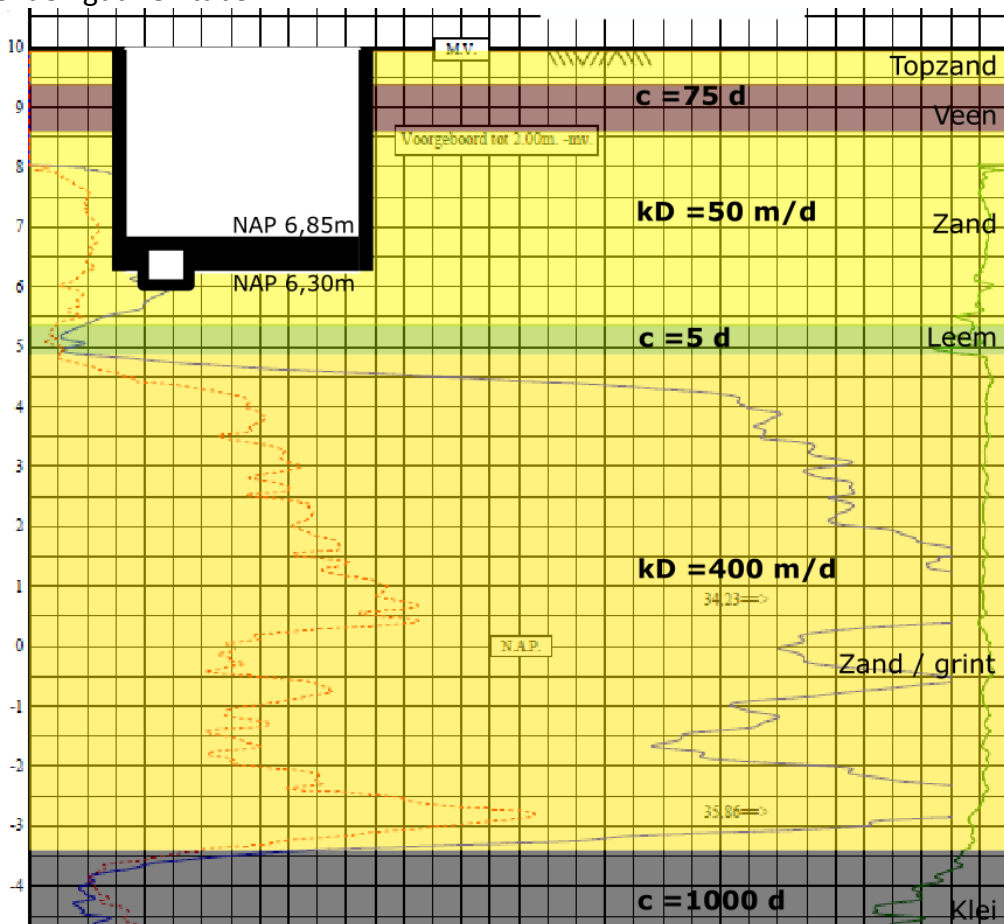 10
M.V.
Topzand
9
c =75 d
Veen
Voorgeboord tot 2.00m. -mv.
8
kD =50 m/d
7
NAP 6,85m
Zand
6
NAP 6,30m
5
c =5 d
Leem
4
3
2
1
kD =400 m/d
34,23
0
N.A.P.
Zand / grint
-1
-2
35,86
-3
-4
c =1000 d
Klei